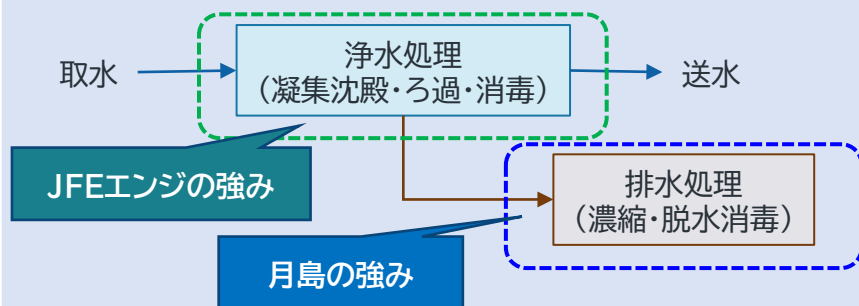 取水
浄水処理
（凝集沈殿・ろ過・消毒）
送水
JFEエンジの強み
排水処理
（濃縮・脱水消毒）
月島の強み